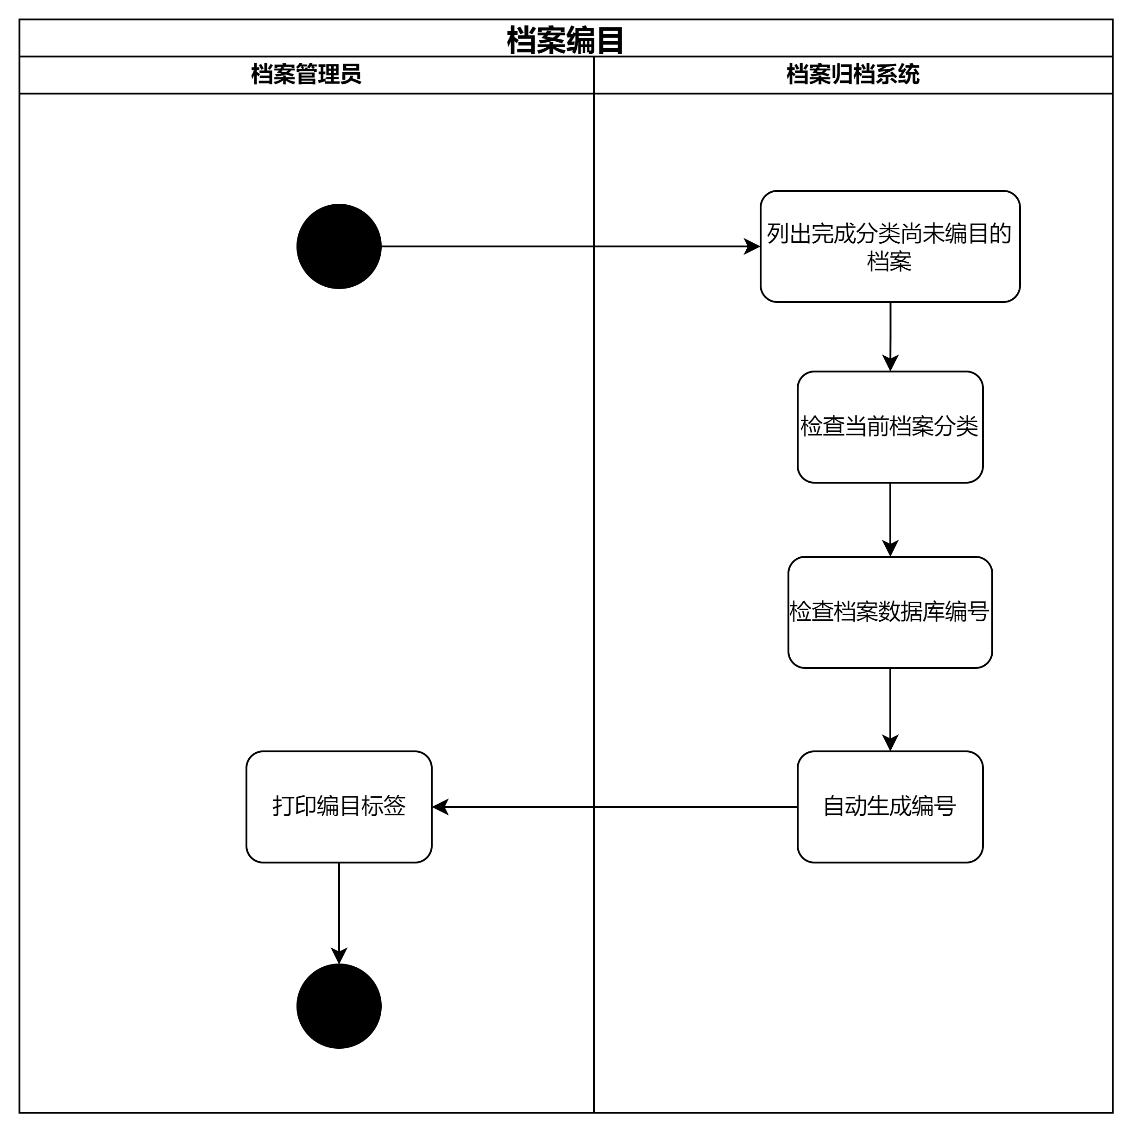 档案编目
档案管理员
档案归档系统
列出完成分类尚未编目的
档案
检查当前档案分类
检查档案数据库编号
打印编目标签
自动生成编号